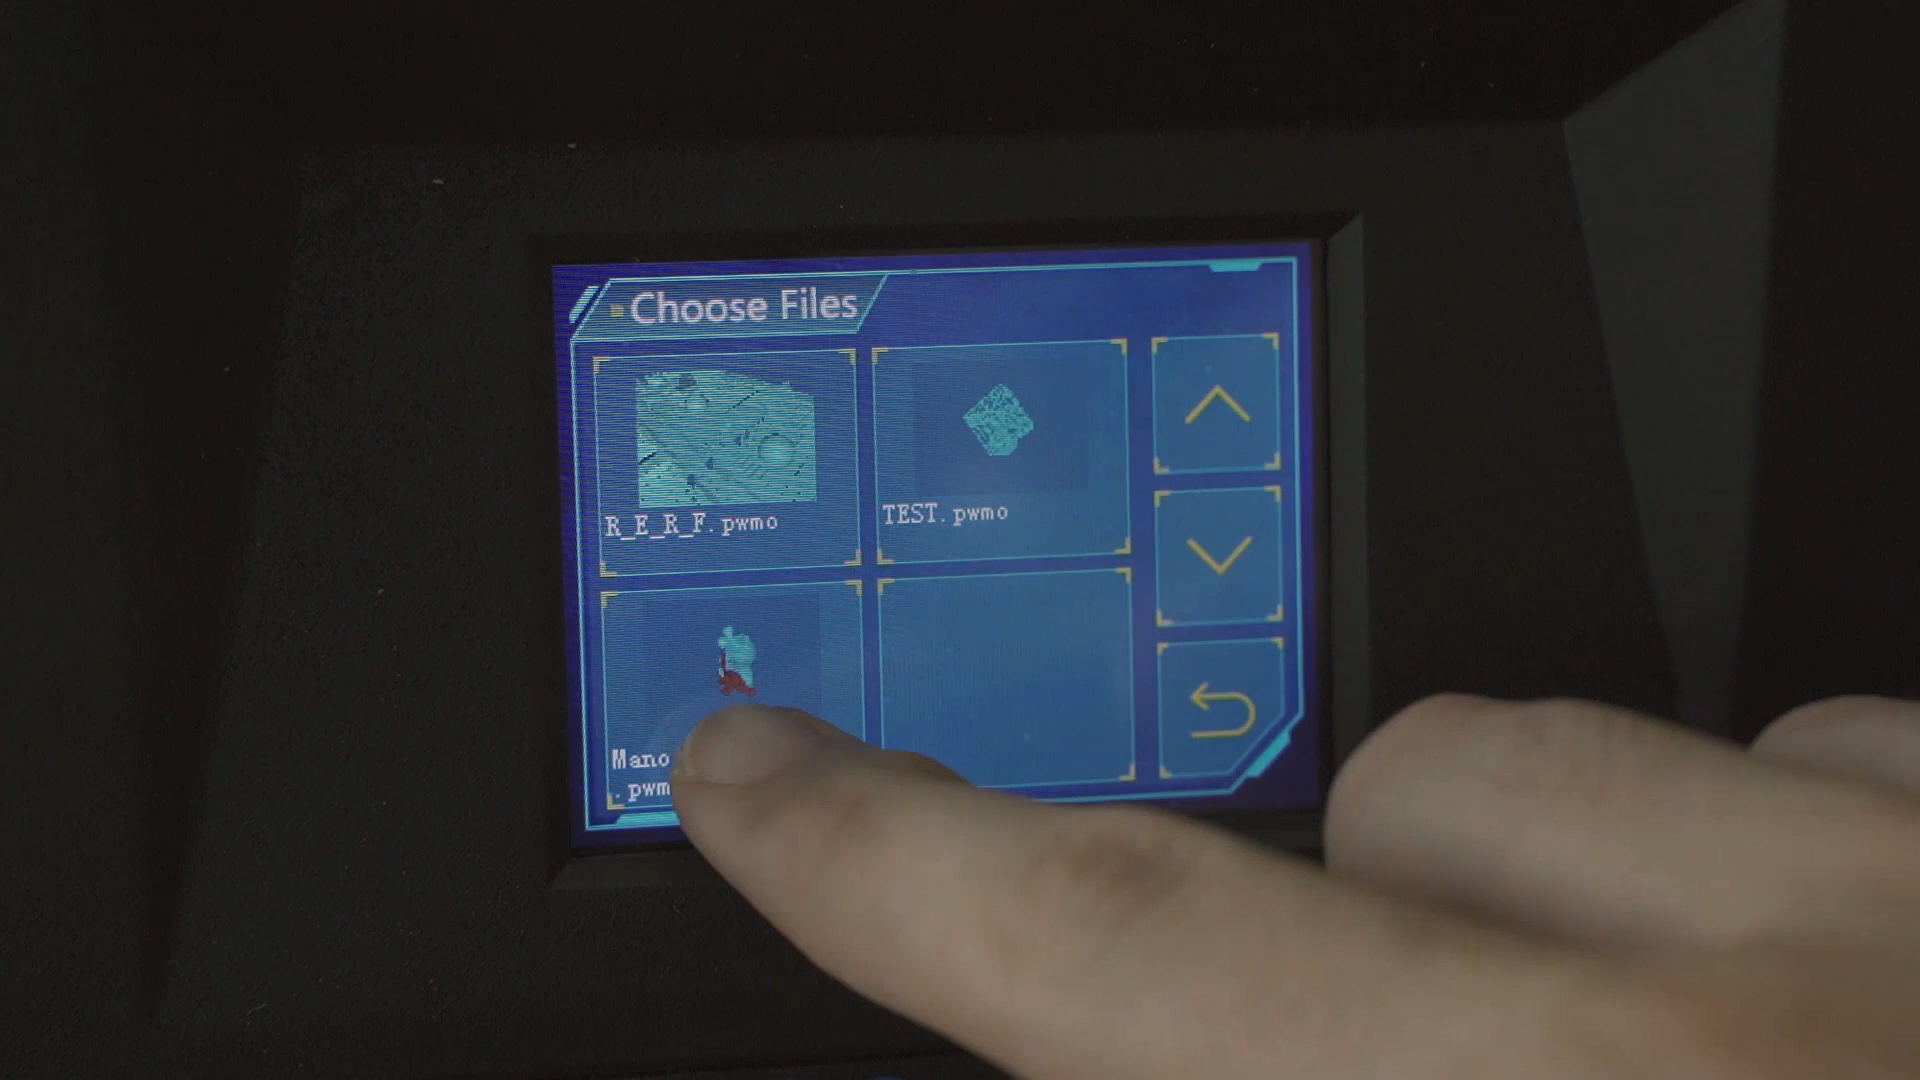 Choose Files
R_E_R_F.pwmo
TEST.pwmo
Mano
.pwm